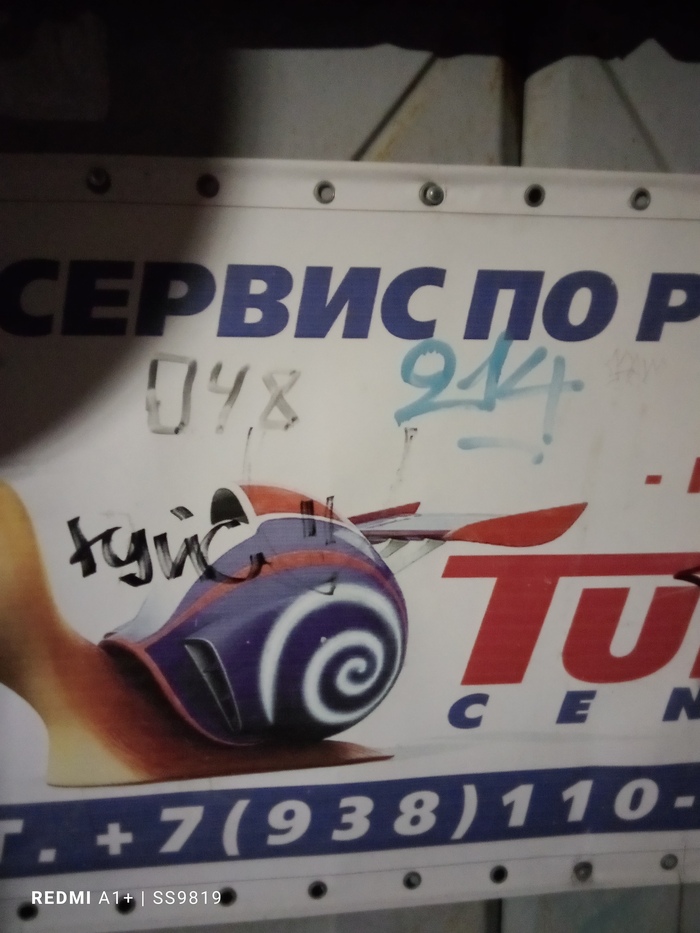 СЕРВИС ПО Р
048 214
TU
CEN
Т. +7(938)110-
REDMI A1+ | SS9819